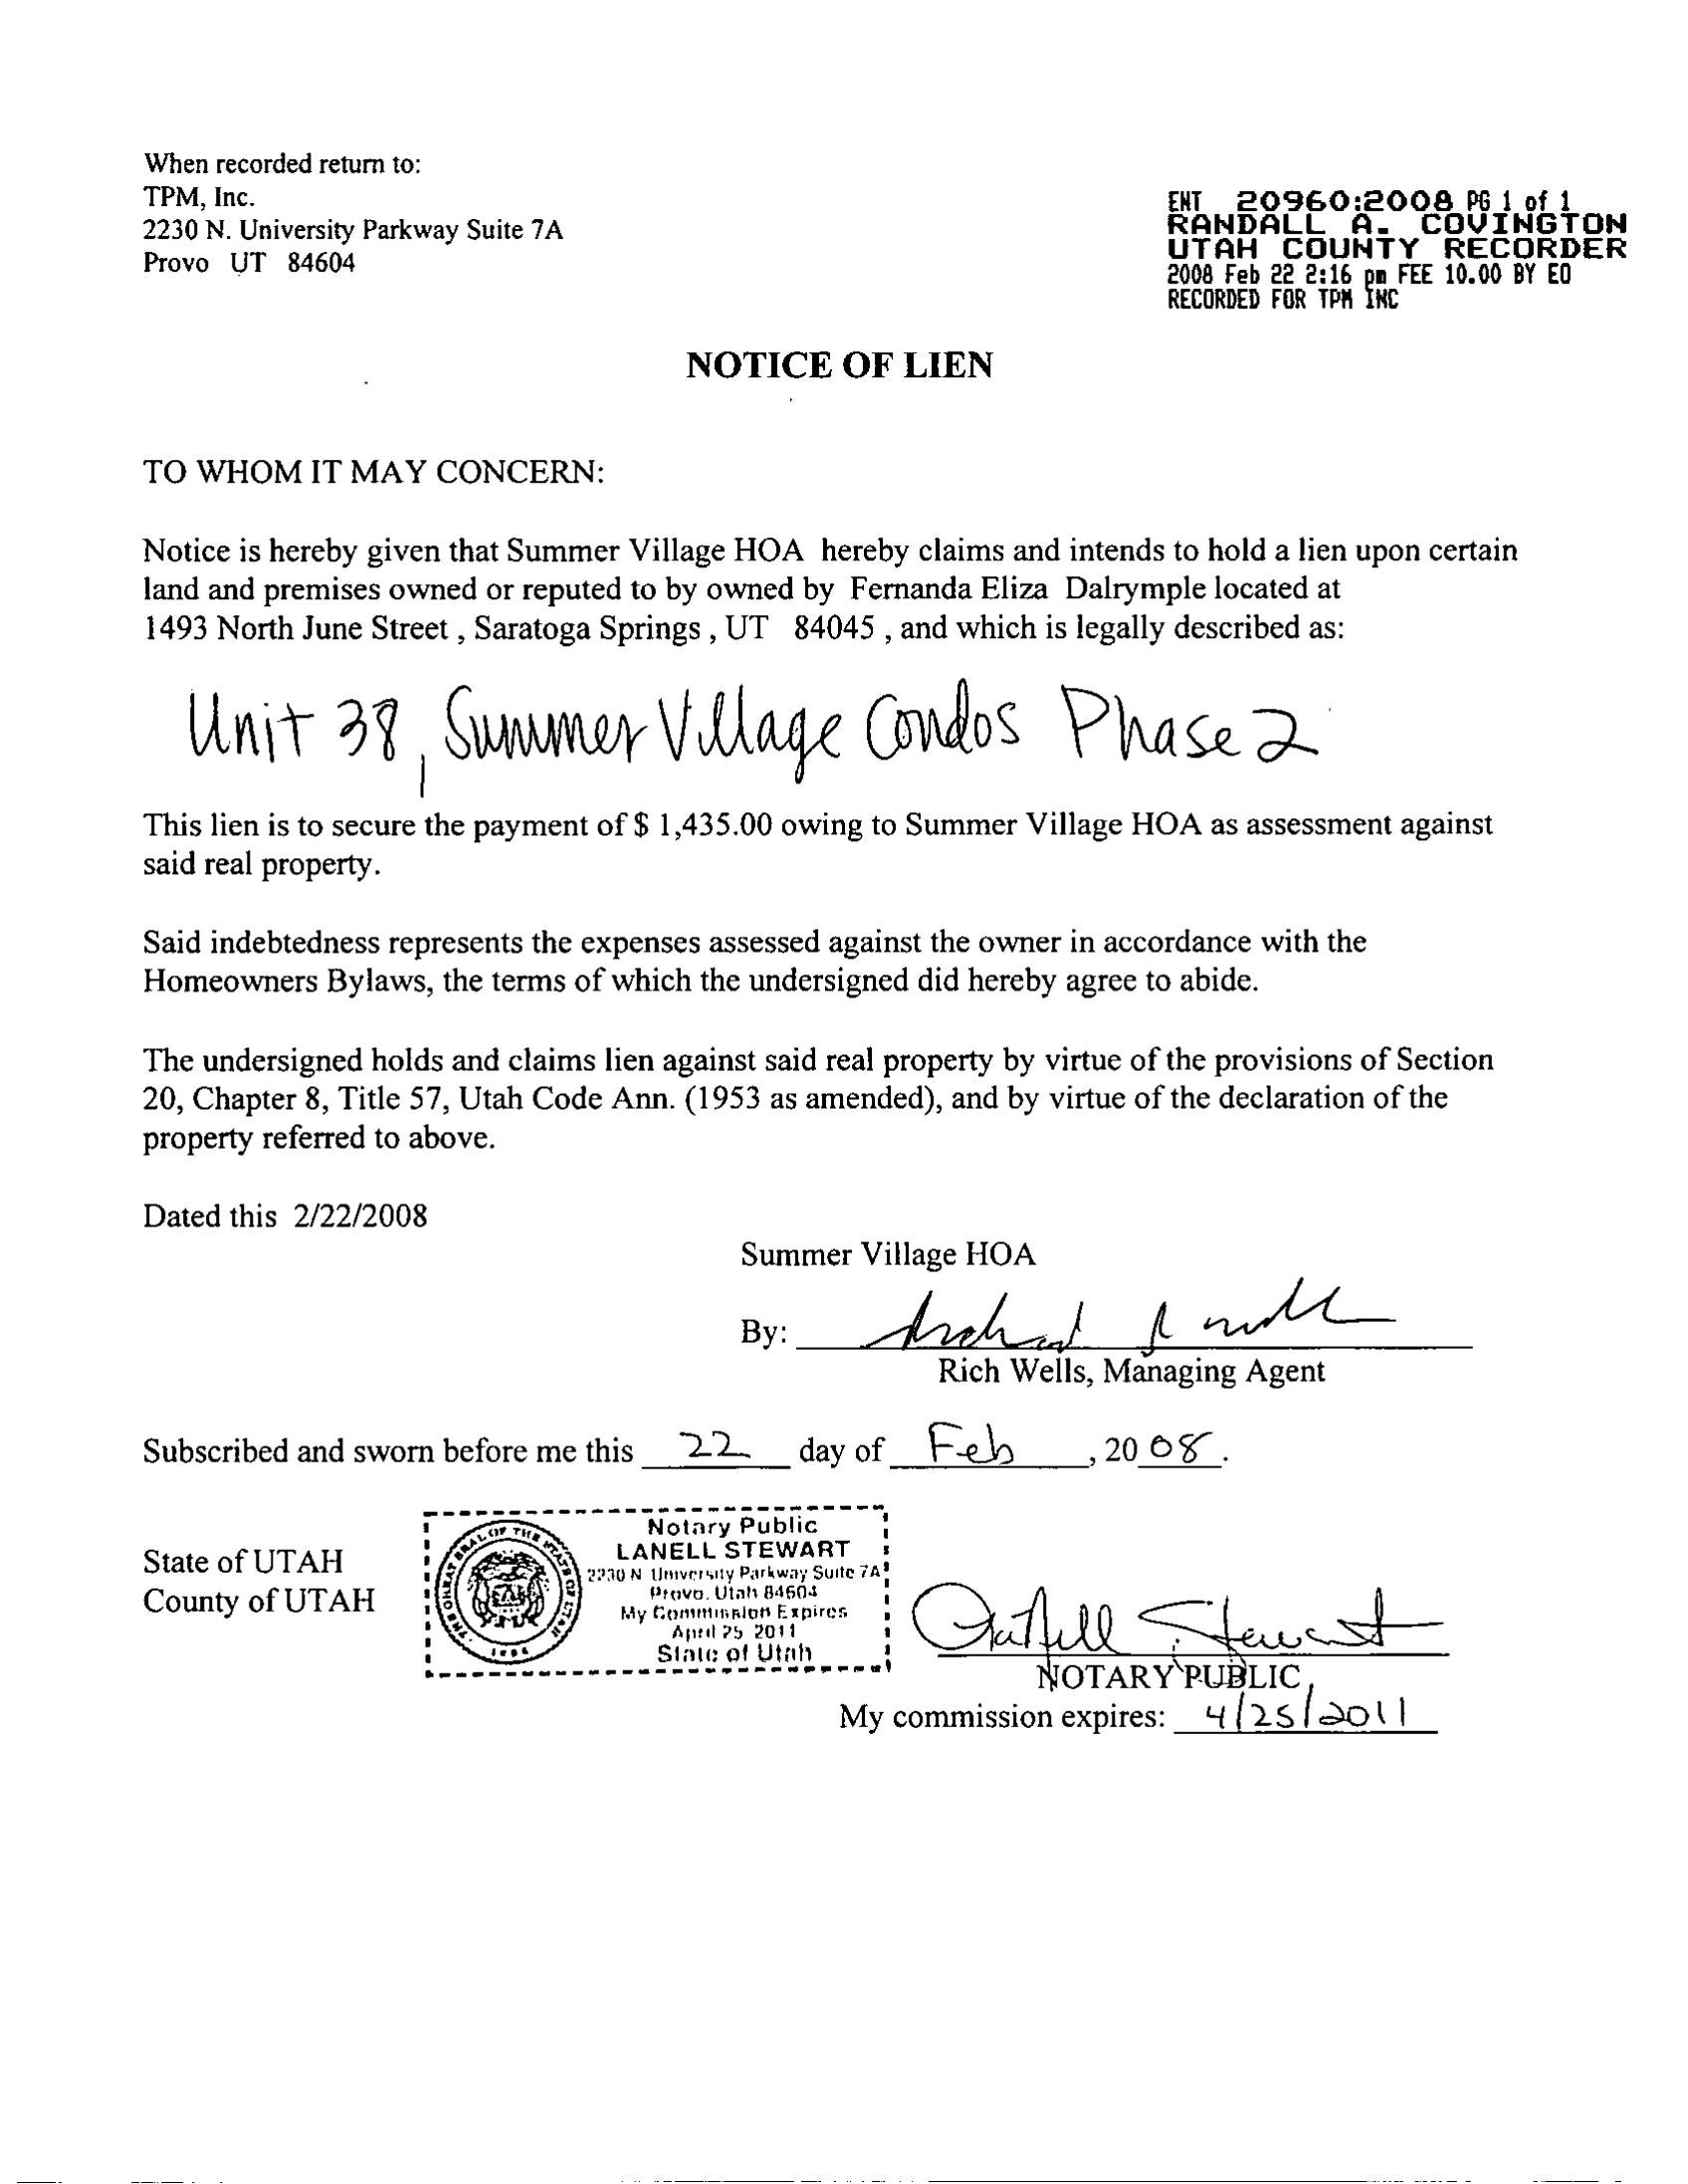 When recorded return to:
TPM, Inc.
2230 N. University Parkway Suite 7A
Provo UT 84604
ENT 20960:2008 PG 1 of 1
RANDALL A. COVINGTON
UTAH COUNTY RECORDER
2008 Feb 22 2:16 pm FEE 10.00 BY EO
RECORDED FOR TPM INC
NOTICE OF LIEN
TO WHOM IT MAY CONCERN:
Notice is hereby given that Summer Village HOA hereby claims and intends to hold a lien upon certain
land and premises owned or reputed to by owned by Fernanda Eliza Dalrymple located at
1493 North June Street , Saratoga Springs , UT 84045 , and which is legally described as:
Unit 38, Summer Village Condos Phase 2
This lien is to secure the payment of $ 1,435.00 owing to Summer Village HOA as assessment against
said real property.
Said indebtedness represents the expenses assessed against the owner in accordance with the
Homeowners Bylaws, the terms of which the undersigned did hereby agree to abide.
The undersigned holds and claims lien against said real property by virtue of the provisions of Section
20, Chapter 8, Title 57, Utah Code Ann. (1953 as amended), and by virtue of the declaration of the
property referred to above.
Dated this 2/22/2008
Summer Village HOA
By:
Rich Wells, Managing Agent
Subscribed and sworn before me this 22 day of Feb , 20 08.
State of UTAH
County of UTAH
THE GREAT SEAL OF THE STATE OF UTAH
1896
Notary Public
LANELL STEWART
2230 N University Parkway Suite 7A
Provo, Utah 84604
My Commission Expires
April 25 2011
State of Utah
LaNell Stewart
NOTARY PUBLIC
My commission expires: 4/25/2011